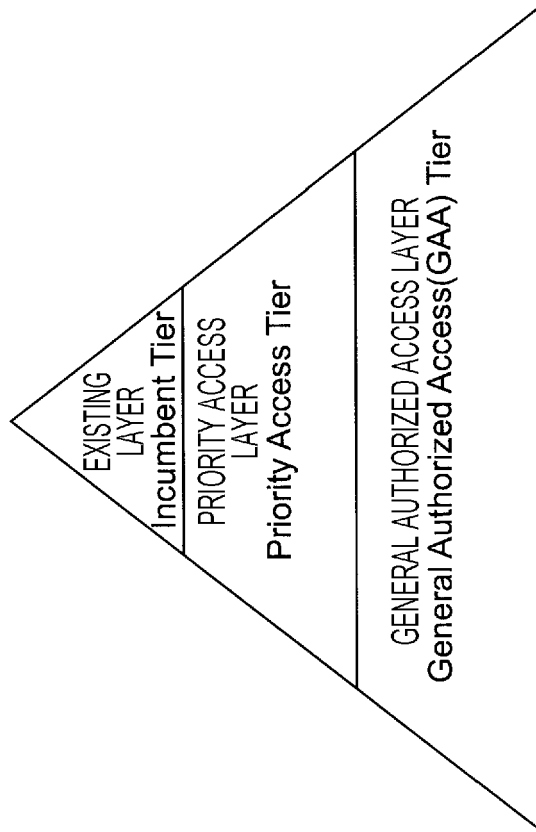 EXISTING
LAYER
Incumbent Tier
PRIORITY ACCESS
LAYER
Priority Access Tier
GENERAL AUTHORIZED ACCESS LAYER
General Authorized Access(GAA) Tier